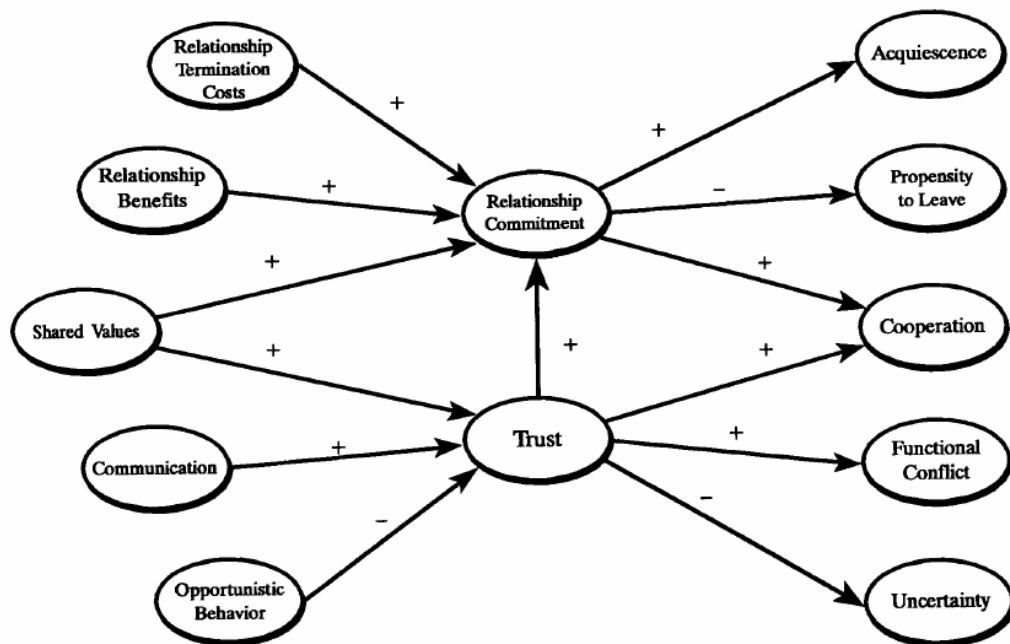 Relationship
Termination
Costs
+
Acquiescence
+
Relationship
Benefits
+
Relationship
Commitment
−
Propensity
to Leave
+
+
Shared Values
+
+
+
Cooperation
Trust
Communication
+
+
Functional
Conflict
−
−
Opportunistic
Behavior
Uncertainty